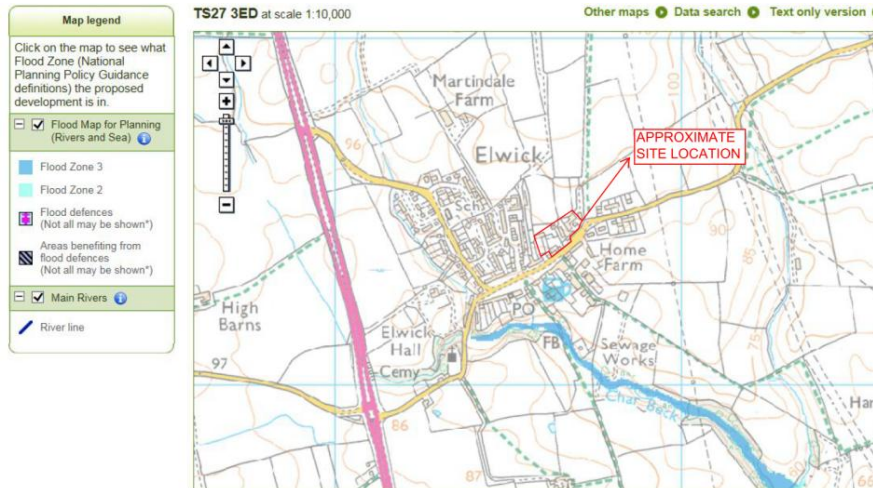 Map legend
Click on the map to see what
Flood Zone (National
Planning Policy Guidance
definitions) the proposed
development is in.
Flood Map for Planning
(Rivers and Sea)
Flood Zone 3
Flood Zone 2
Flood defences
(Not all may be shown*)
Areas benefiting from
flood defences
(Not all may be shown*)
Main Rivers
River line
TS27 3ED at scale 1:10,000
Other maps
Data search
Text only version
Martindale
Farm
100
APPROXIMATE
SITE LOCATION
96
Elwick
Sch
90
Home
Farm
85
High
Barns
PO
75
Elwick
Hall
FB
Sewage
Works
Cemy
97
Char Beck
Har
86
87
60
65